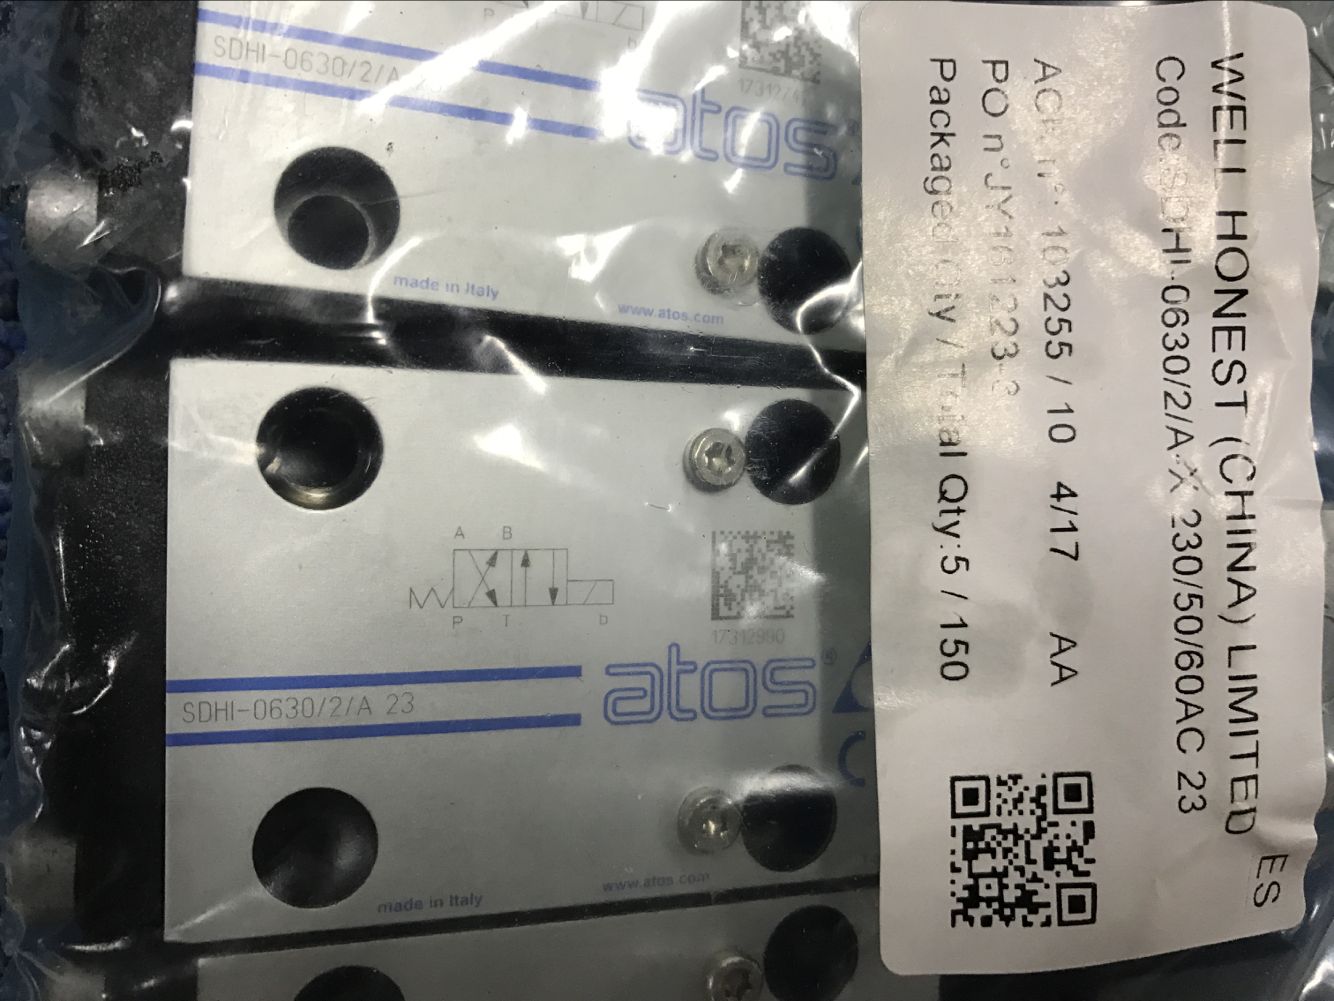 P
b
SDHI-0630/2/A 23
atos
made in Italy
www.atos.com
A B
P T b
17312990
atos®
SDHI-0630/2/A 23
made in Italy
www.atos.com
WELL HONEST (CHINA) LIMITED
ES
Code:SDHI-0630/2/A-X 230/50/60AC 23
103255 / 10 4/17 AA
PO n°
Packaged Qty / Total Qty:5 / 150